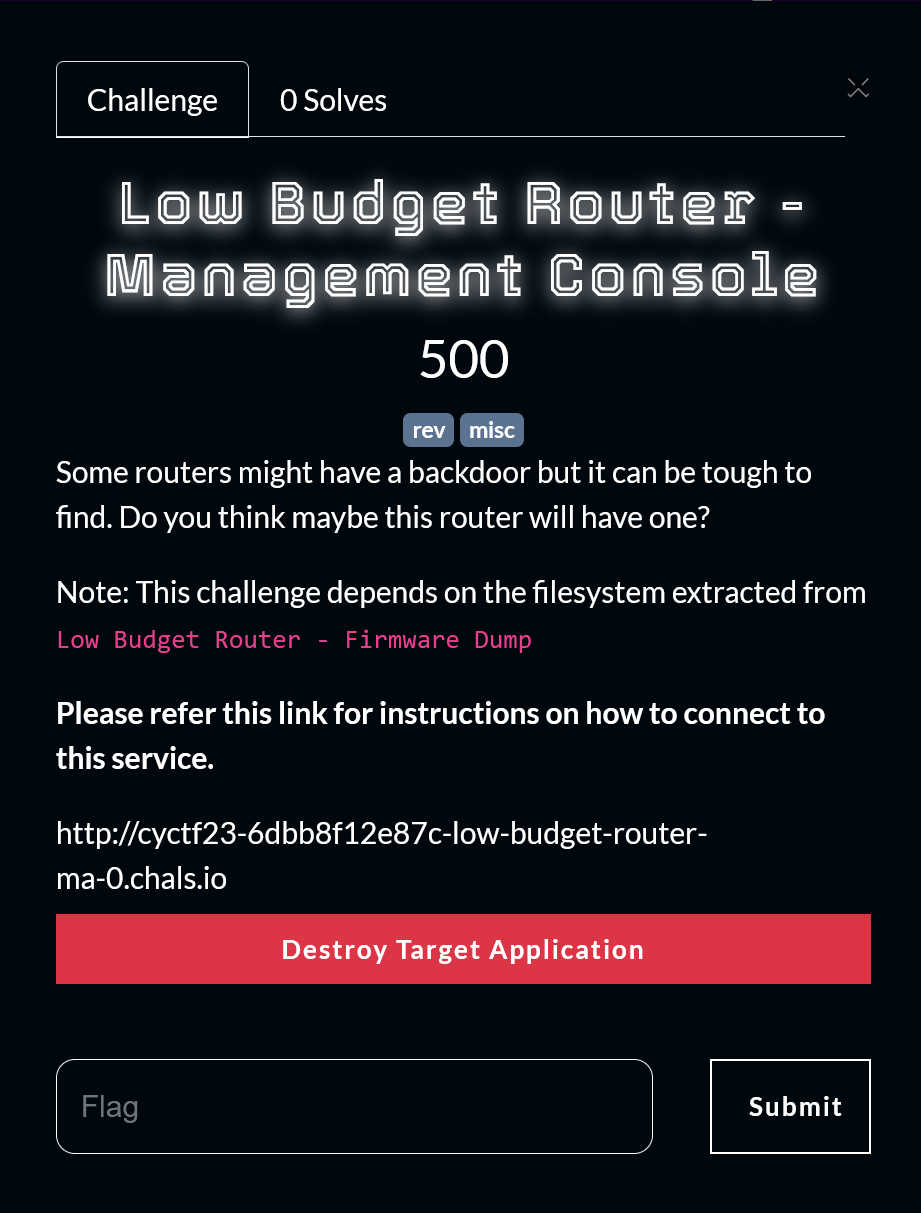 Challenge
0 Solves
Low Budget Router -
Management Console
500
rev misc
Some routers might have a backdoor but it can be tough to
find. Do you think maybe this router will have one?
Note: This challenge depends on the filesystem extracted from
Low Budget Router - Firmware Dump
Please refer this link for instructions on how to connect to
this service.
http://cyctf23-6dbb8f12e87c-low-budget-router-
ma-0.chals.io
Destroy Target Application
Flag
Submit